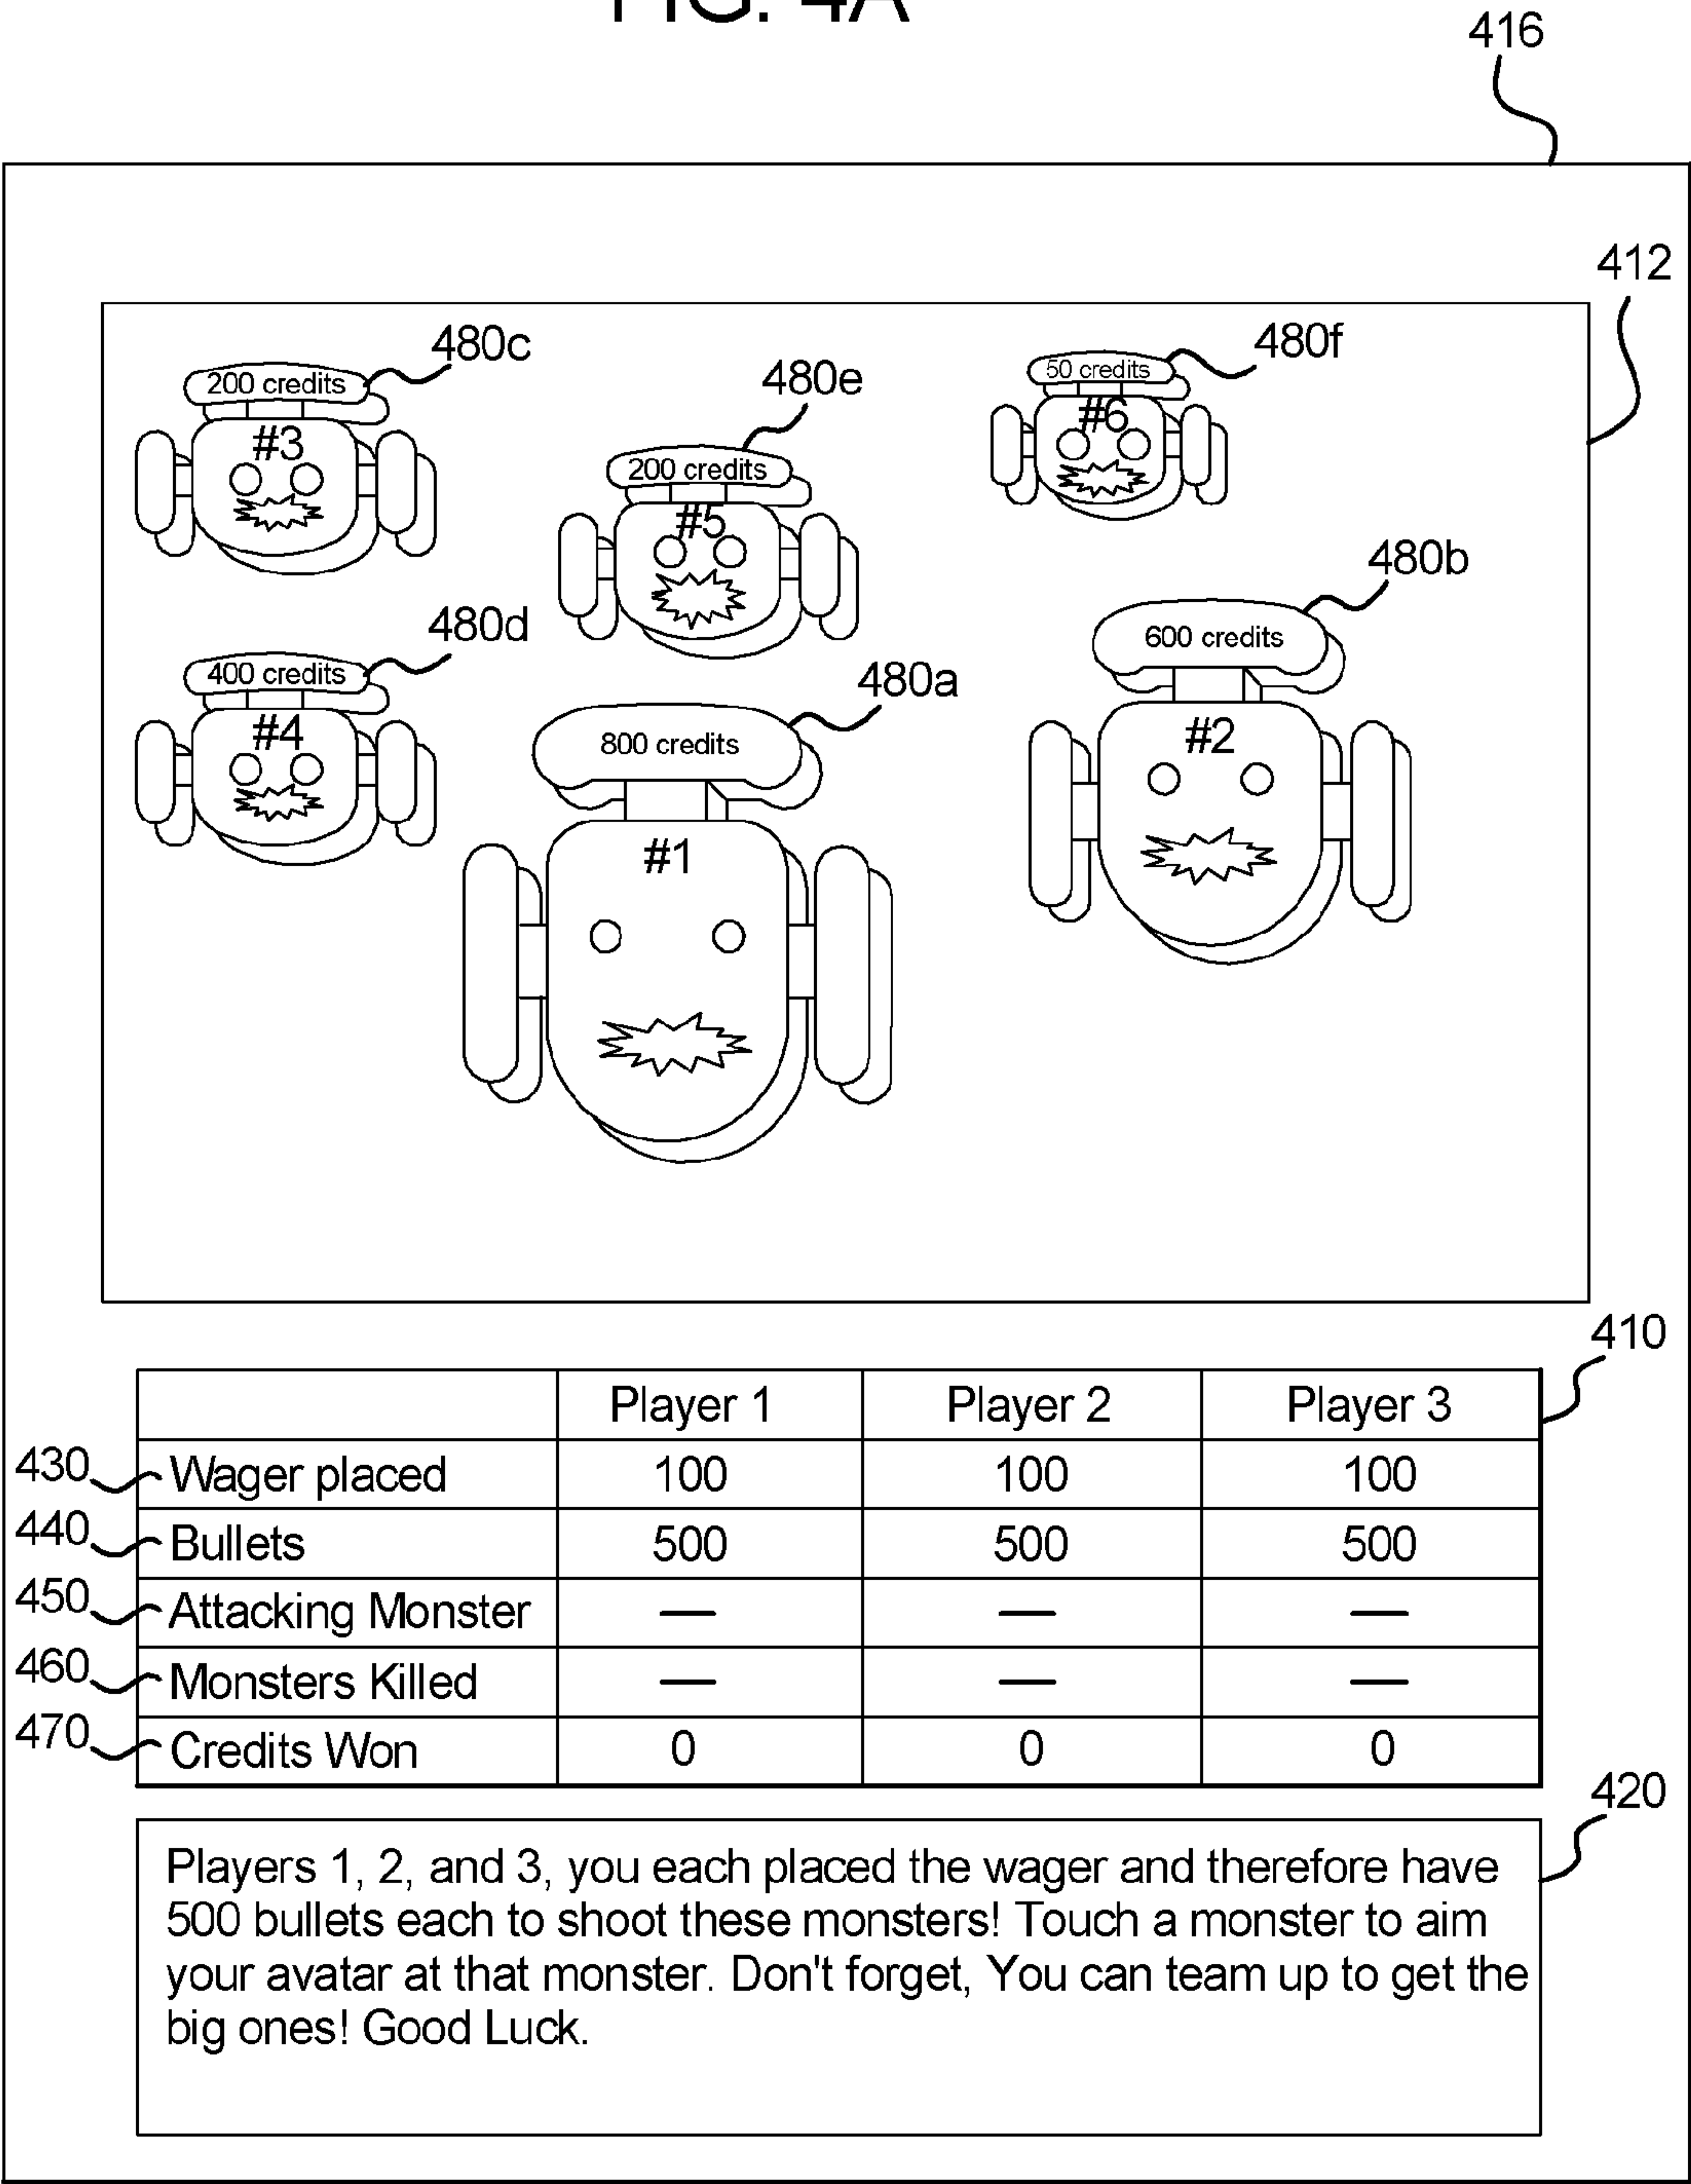 FIG. 4A
416
412
480c
480f
200 credits
50 credits
480e
#3
#6
200 credits
#5
480b
480d
600 credits
400 credits
480a
#4
#2
800 credits
#1
410
Player 1 Player 2 Player 3
430 Wager placed 100 100 100
440 Bullets 500 500 500
450 Attacking Monster — — —
460 Monsters Killed — — —
470 Credits Won 0 0 0
420
Players 1, 2, and 3, you each placed the wager and therefore have
500 bullets each to shoot these monsters! Touch a monster to aim
your avatar at that monster. Don't forget, You can team up to get the
big ones! Good Luck.